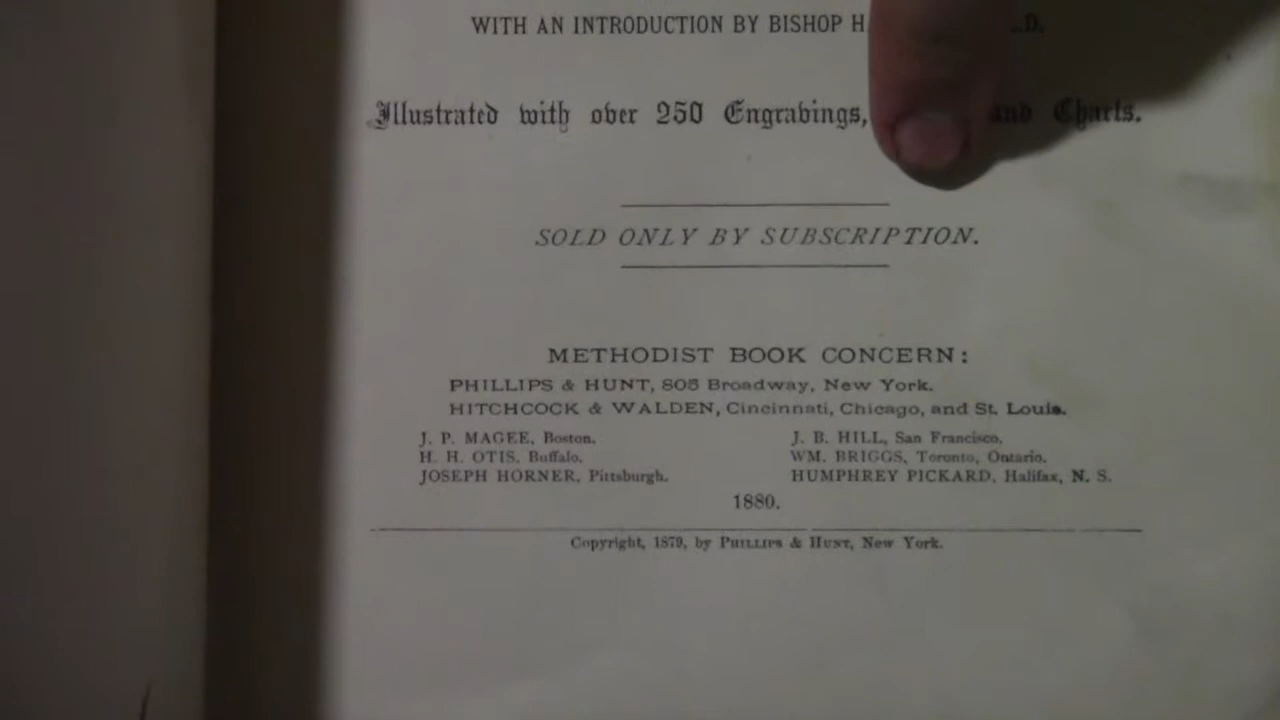 WITH AN INTRODUCTION BY BISHOP H
Illustrated with over 250 Engravings, and Charts.
SOLD ONLY BY SUBSCRIPTION.
METHODIST BOOK CONCERN:
PHILLIPS & HUNT, 805 Broadway, New York.
HITCHCOCK & WALDEN, Cincinnati, Chicago, and St. Louis.
J. P. MAGEE, Boston.
H. H. OTIS, Buffalo.
JOSEPH HORNER, Pittsburgh.
J. B. HILL, San Francisco,
WM. BRIGGS, Toronto, Ontario.
HUMPHREY PICKARD, Halifax, N. S.
1880.
Copyright, 1879, by PHILLIPS & HUNT, New York.